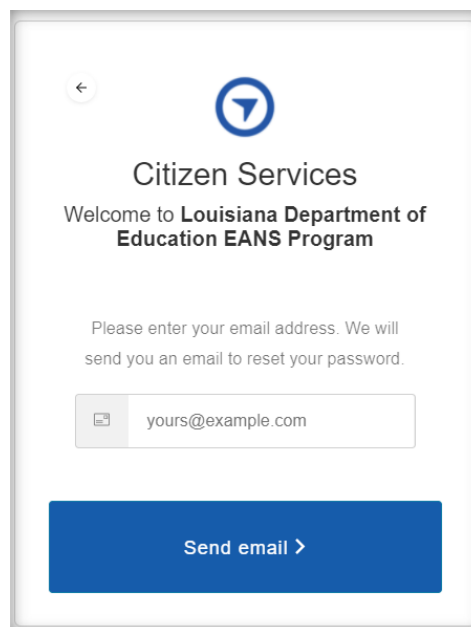 Citizen Services
Welcome to Louisiana Department of
Education EANS Program
Please enter your email address. We will
send you an email to reset your password.
yours@example.com
Send email